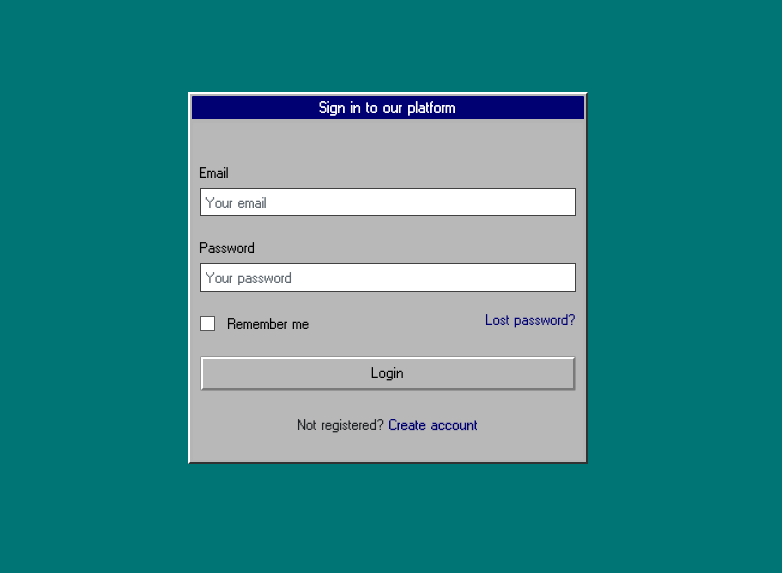 Sign in to our platform
Email
Your email
Password
Your password
Remember me
Lost password?
Login
Not registered? Create account